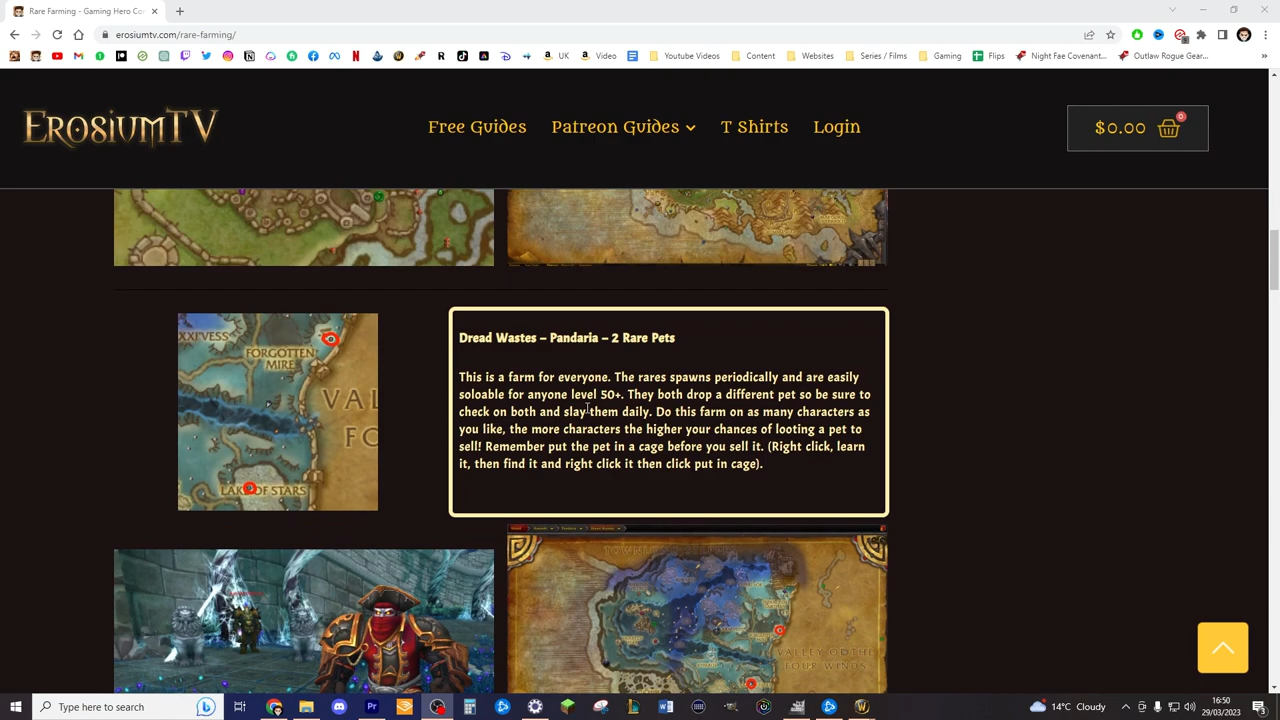 Rare Farming - Gaming Hero Co
erosiumtv.com/rare-farming/
UK
Video
Youtube Videos
Content
Websites
Series / Films
Gaming
Flips
Night Fae Covenant...
Outlaw Rogue Gear...
EROSIUMTV
Free Guides
Patreon Guides
T Shirts
Login
$0.00
0
XXI'VESS
FORGOTTEN
MIRE
VAL
FO
LAKE OF STARS
Dread Wastes – Pandaria – 2 Rare Pets
This is a farm for everyone. The rares spawns periodically and are easily
soloable for anyone level 50+. They both drop a different pet so be sure to
check on both and slay them daily. Do this farm on as many characters as
you like, the more characters the higher your chances of looting a pet to
sell! Remember put the pet in a cage before you sell it. (Right click, learn
it, then find it and right click it then click put in cage).
VALLEY OF THE
FOUR WINDS
Type here to search
14°C Cloudy
16:50
29/03/2023